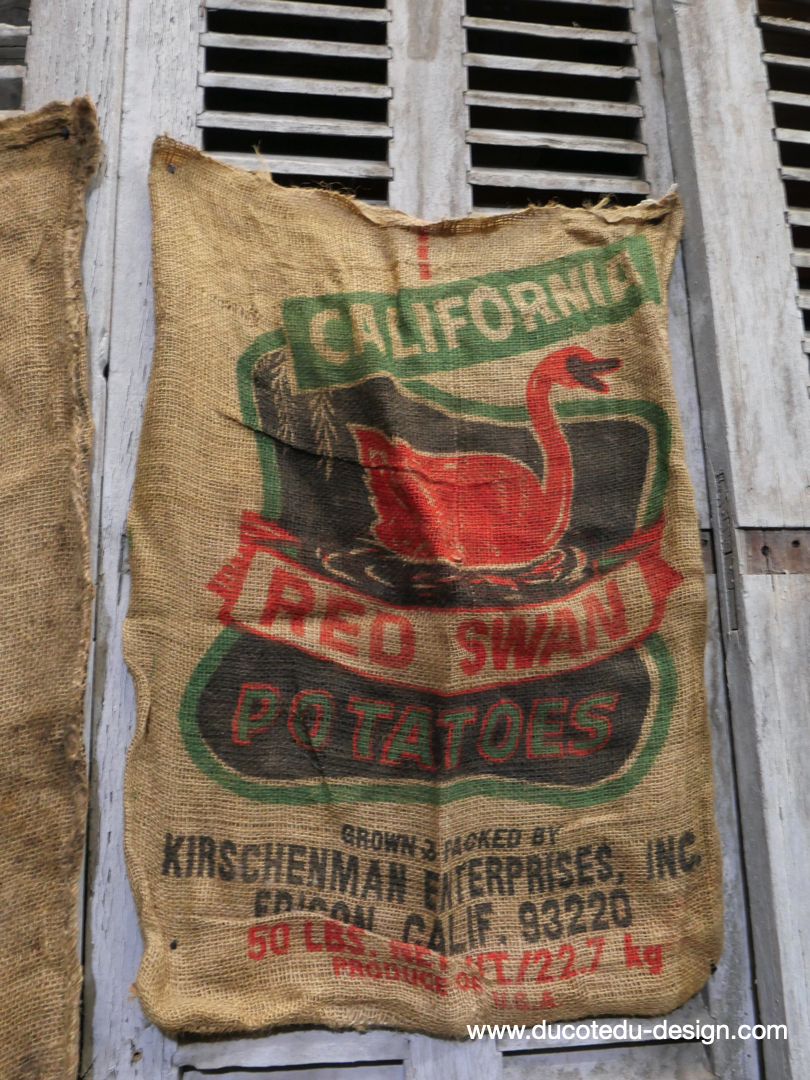 CALIFORNIA
RED SWAN
POTATOES
GROWN & PACKED BY
KIRSCHENMAN ENTERPRISES, INC.
EDISON, CALIF. 93220
50 LBS. NET WT./22.7 kg
PRODUCE OF U.S.A.
www.ducotedu-design.com